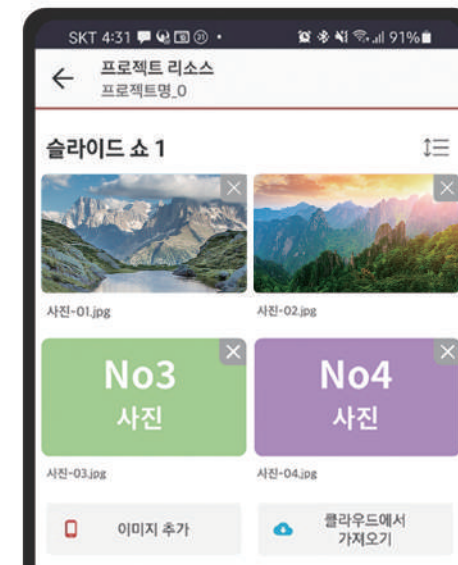 SKT 4:31
91%
프로젝트 리소스
프로젝트명_0
슬라이드 쇼 1
사진-01.jpg
사진-02.jpg
No3
사진
No4
사진
사진-03.jpg
사진-04.jpg
이미지 추가
클라우드에서
가져오기